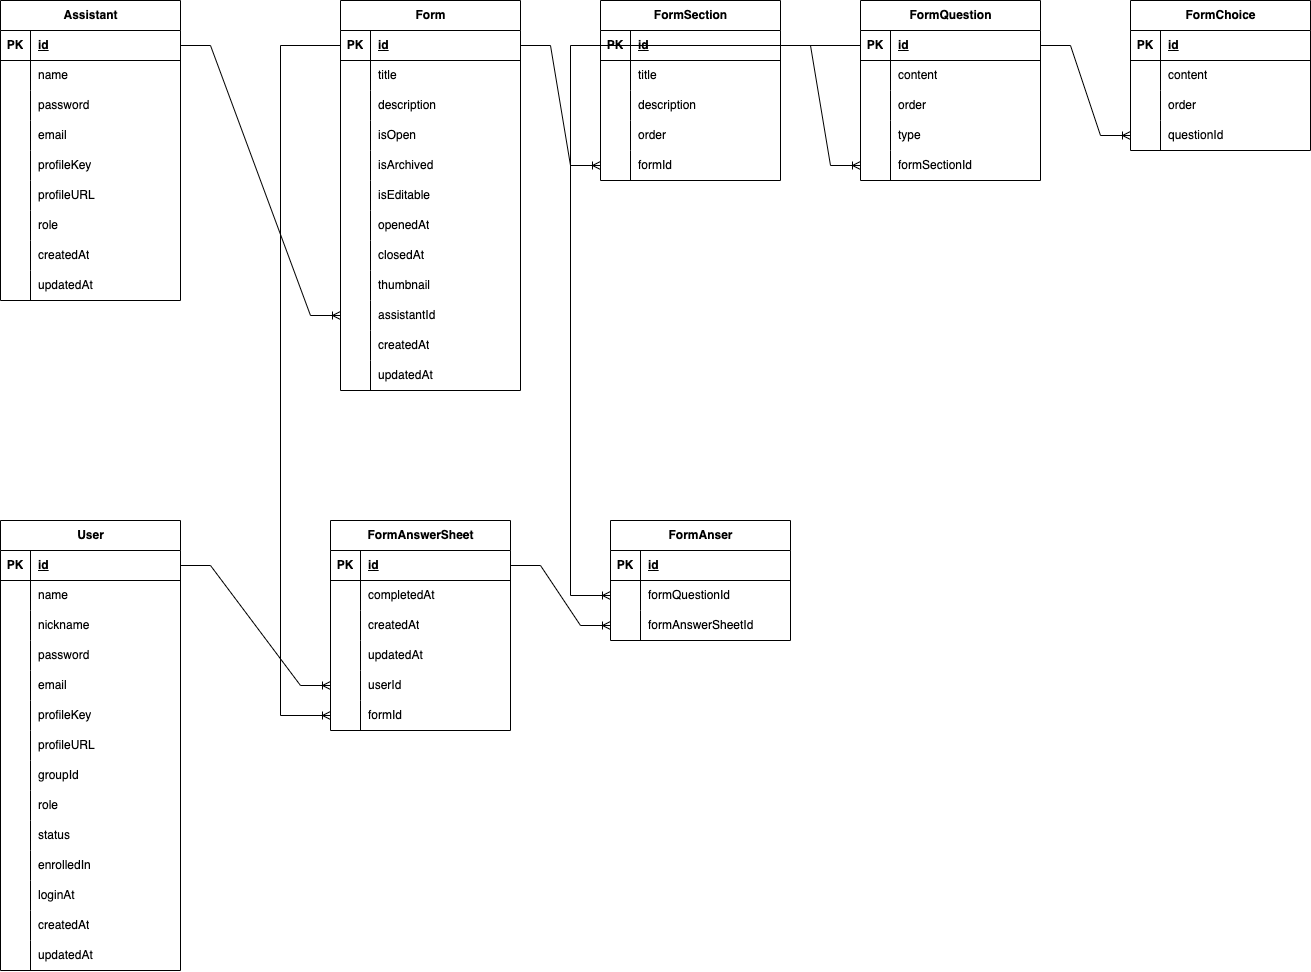 Assistant
PK id
name
password
email
profileKey
profileURL
role
createdAt
updatedAt
Form
PK id
title
description
isOpen
isArchived
isEditable
openedAt
closedAt
thumbnail
assistantId
createdAt
updatedAt
FormSection
PK id
title
description
order
formId
FormQuestion
PK id
content
order
type
formSectionId
FormChoice
PK id
content
order
questionId
User
PK id
name
nickname
password
email
profileKey
profileURL
groupId
role
status
enrolledIn
loginAt
createdAt
updatedAt
FormAnswerSheet
PK id
completedAt
createdAt
updatedAt
userId
formId
FormAnser
PK id
formQuestionId
formAnswerSheetId